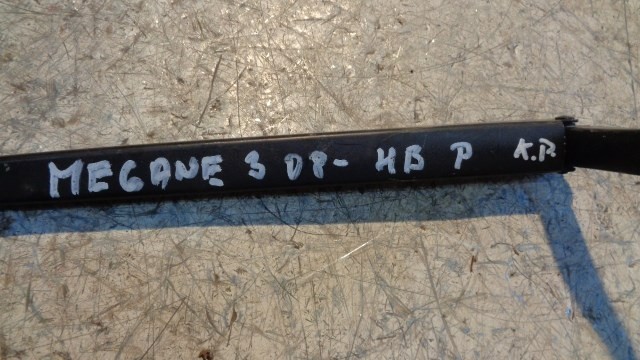 MEGANE 3 08- HB P K.P.